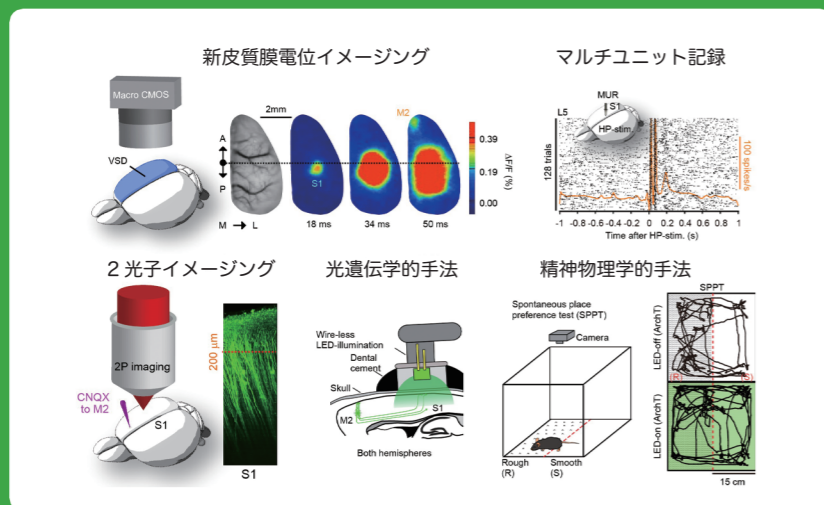 新皮質膜電位イメージング
Macro CMOS
VSD
2mm
A
P
M → L
S1
M2
18 ms
34 ms
50 ms
0.39
0.19
0.00
ΔF/F (%)
マルチユニット記録
MUR
S1
L5
HP-stim.
128 trials
100 spikes/s
-1 -0.8 -0.6 -0.4 -0.2 0 0.2 0.4 0.6 0.8 1
Time after HP-stim. (s)
2光子イメージング
2P imaging
CNQX
to M2
S1
200 μm
S1
光遺伝学的手法
Wire-less
LED-illumination
Dental
cement
Skull
M2
S1
Both hemispheres
精神物理学的手法
Spontaneous place
preference test (SPPT)
Camera
Rough
(R)
Smooth
(S)
SPPT
LED-off (ArchT)
(R)
(S)
LED-on (ArchT)
15 cm